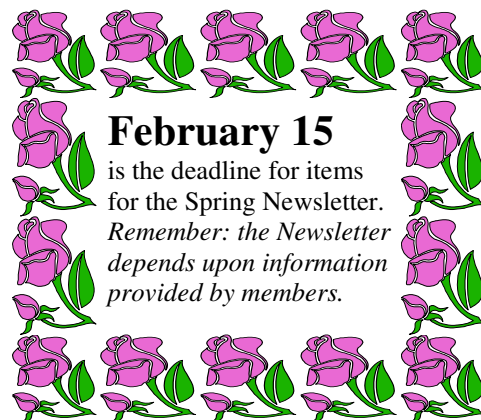 February 15
is the deadline for items
for the Spring Newsletter.
Remember: the Newsletter
depends upon information
provided by members.